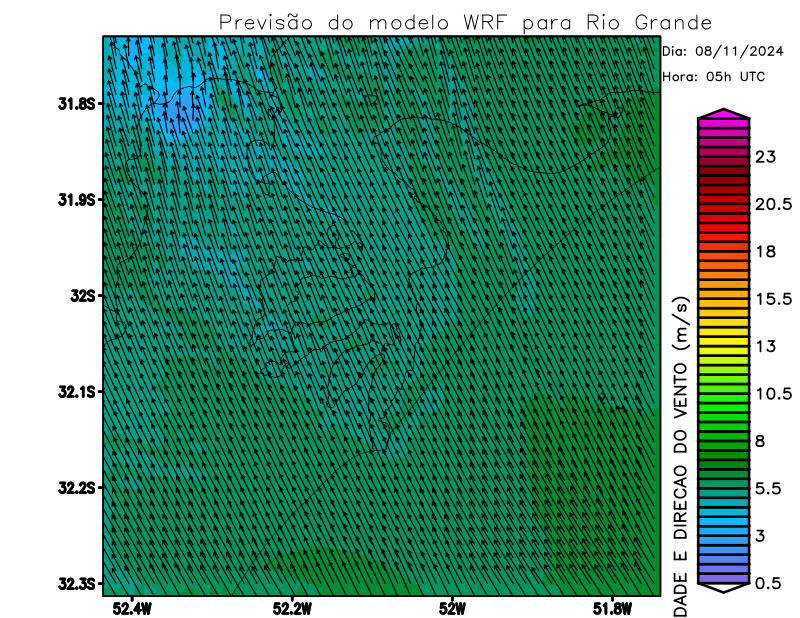 Previsão do modelo WRF para Rio Grande
Dia: 08/11/2024
Hora: 05h UTC
31.8S
31.9S
32S
32.1S
32.2S
32.3S
52.4W
52.2W
52W
51.8W
23
20.5
18
15.5
13
10.5
8
5.5
3
0.5
DADE E DIRECAO DO VENTO (m/s)